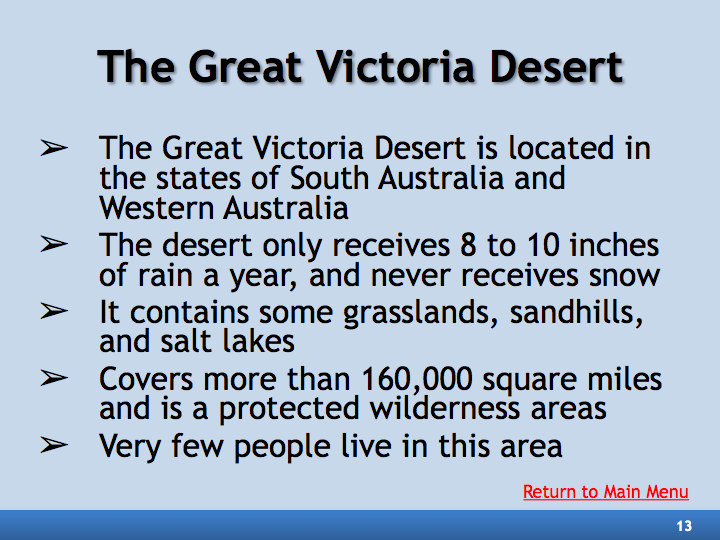 The Great Victoria Desert
➢ The Great Victoria Desert is located in
the states of South Australia and
Western Australia
➢ The desert only receives 8 to 10 inches
of rain a year, and never receives snow
➢ It contains some grasslands, sandhills,
and salt lakes
➢ Covers more than 160,000 square miles
and is a protected wilderness areas
➢ Very few people live in this area
Return to Main Menu
13